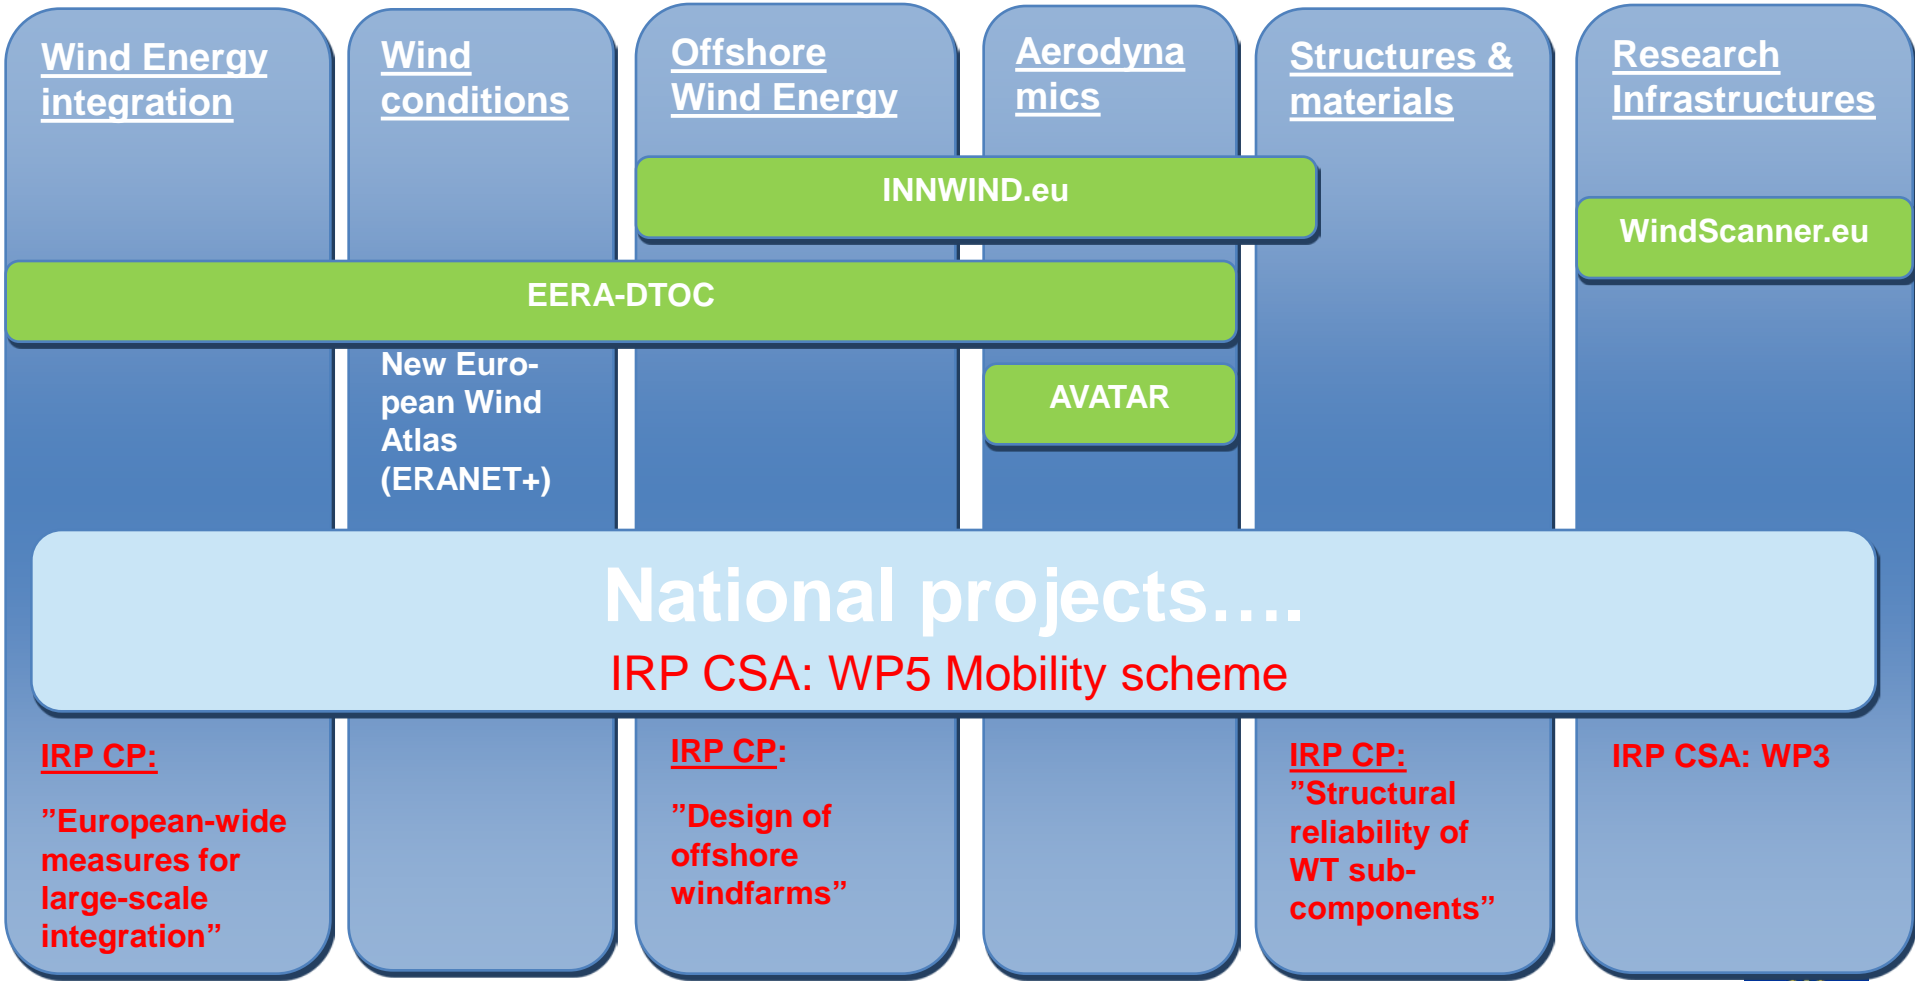 Wind Energy
integration
Wind
conditions
Offshore
Wind Energy
Aerodyna
mics
Structures &
materials
Research
Infrastructures
INNWIND.eu
WindScanner.eu
EERA-DTOC
New Euro-
pean Wind
Atlas
(ERANET+)
AVATAR
National projects….
IRP CSA: WP5 Mobility scheme
IRP CP:
”European-wide
measures for
large-scale
integration”
IRP CP:
”Design of
offshore
windfarms”
IRP CP:
”Structural
reliability of
WT sub-
components”
IRP CSA: WP3